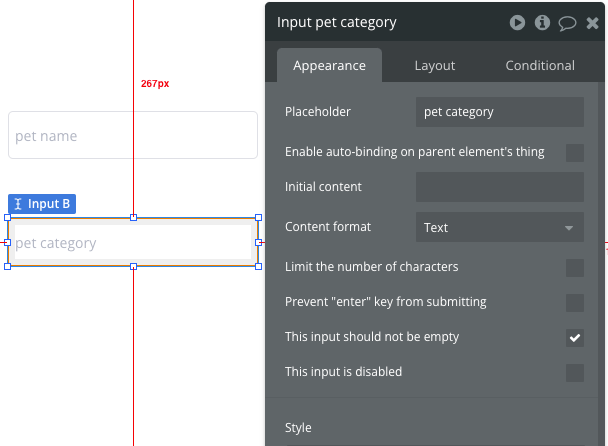 Input pet category
Appearance
Layout
Conditional
267px
Placeholder
pet category
pet name
Enable auto-binding on parent element's thing
Initial content
Input B
Content format
Text
pet category
Limit the number of characters
Prevent "enter" key from submitting
This input should not be empty
This input is disabled
Style